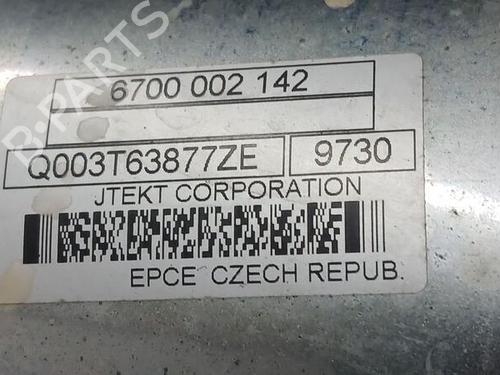 B-PARTS
6700 002 142
Q003T63877ZE 9730
JTEKT CORPORATION
EPCE CZECH REPUB.